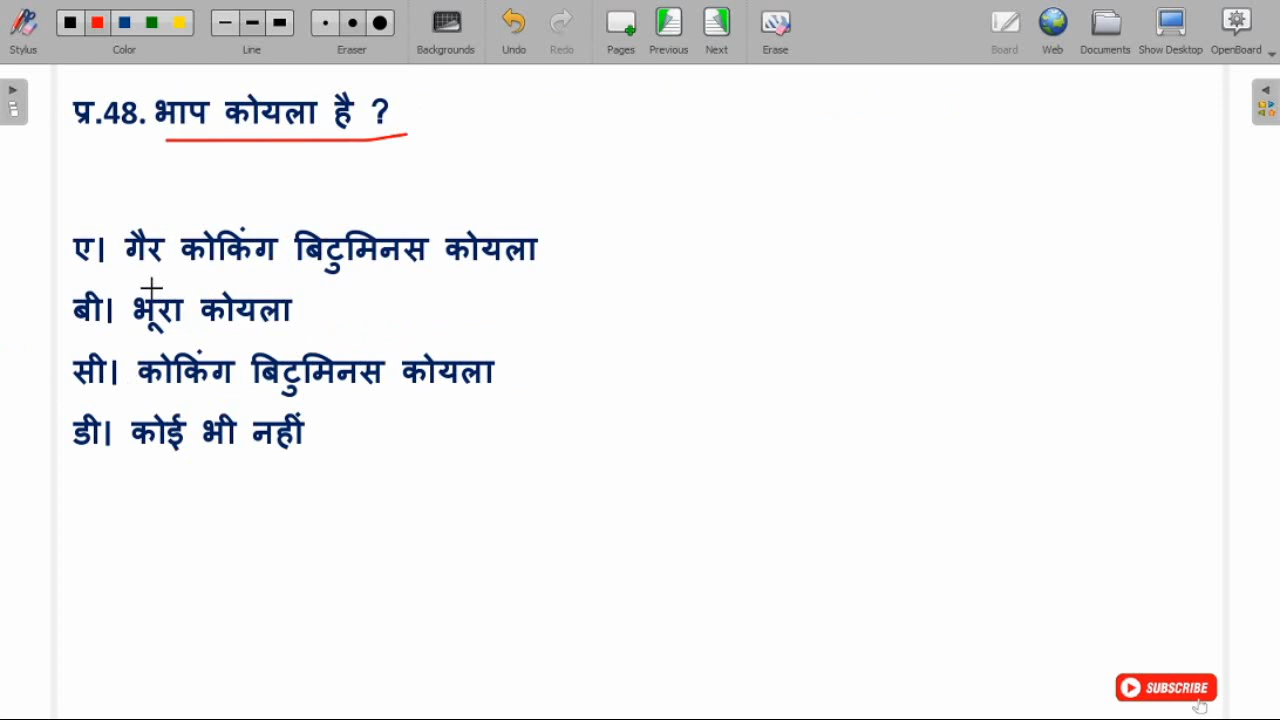 Stylus Color Line Eraser Backgrounds Undo Redo Pages Previous Next Erase Board Web Documents Show Desktop OpenBoard
प्र.48. भाप कोयला है ?
ए। गैर कोकिंग बिटुमिनस कोयला
बी। भूरा कोयला
सी। कोकिंग बिटुमिनस कोयला
डी। कोई भी नहीं
SUBSCRIBE